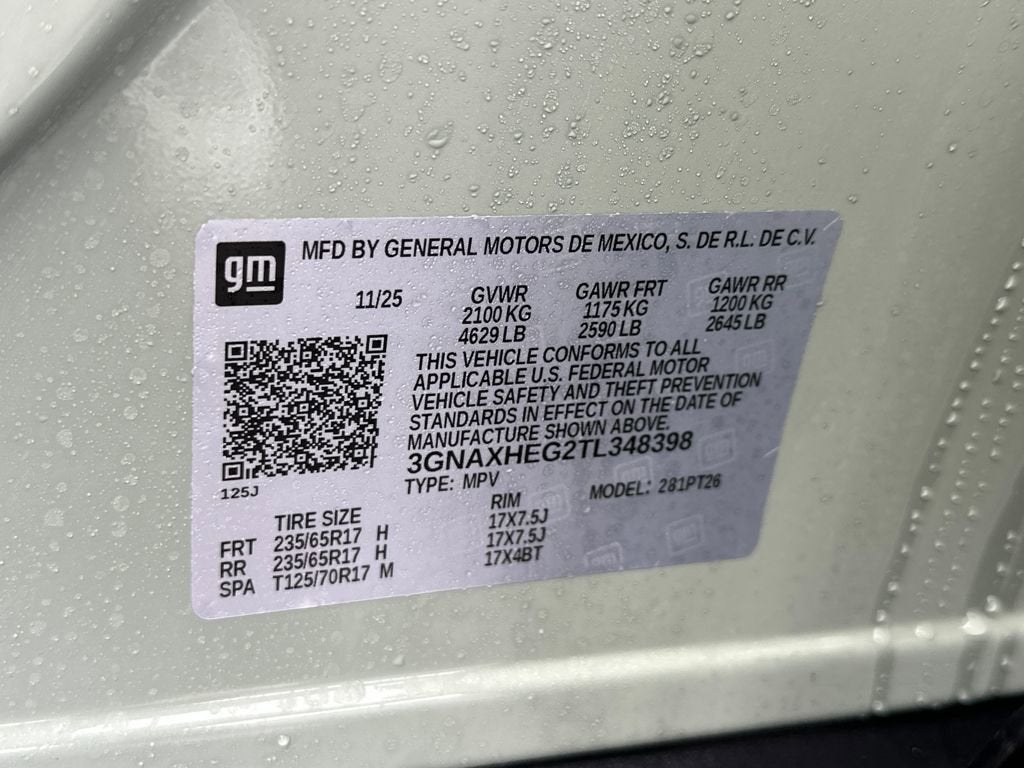 gm
MFD BY GENERAL MOTORS DE MEXICO, S. DE R.L. DE C.V.
11/25 GVWR GAWR FRT GAWR RR
2100 KG 1175 KG 1200 KG
4629 LB 2590 LB 2645 LB
THIS VEHICLE CONFORMS TO ALL
APPLICABLE U.S. FEDERAL MOTOR
VEHICLE SAFETY AND THEFT PREVENTION
STANDARDS IN EFFECT ON THE DATE OF
MANUFACTURE SHOWN ABOVE.
3GNAXHEG2TL348398
TYPE: MPV MODEL: 281PT26
125J
TIRE SIZE RIM
FRT 235/65R17 H 17X7.5J
RR 235/65R17 H 17X7.5J
SPA T125/70R17 M 17X4BT